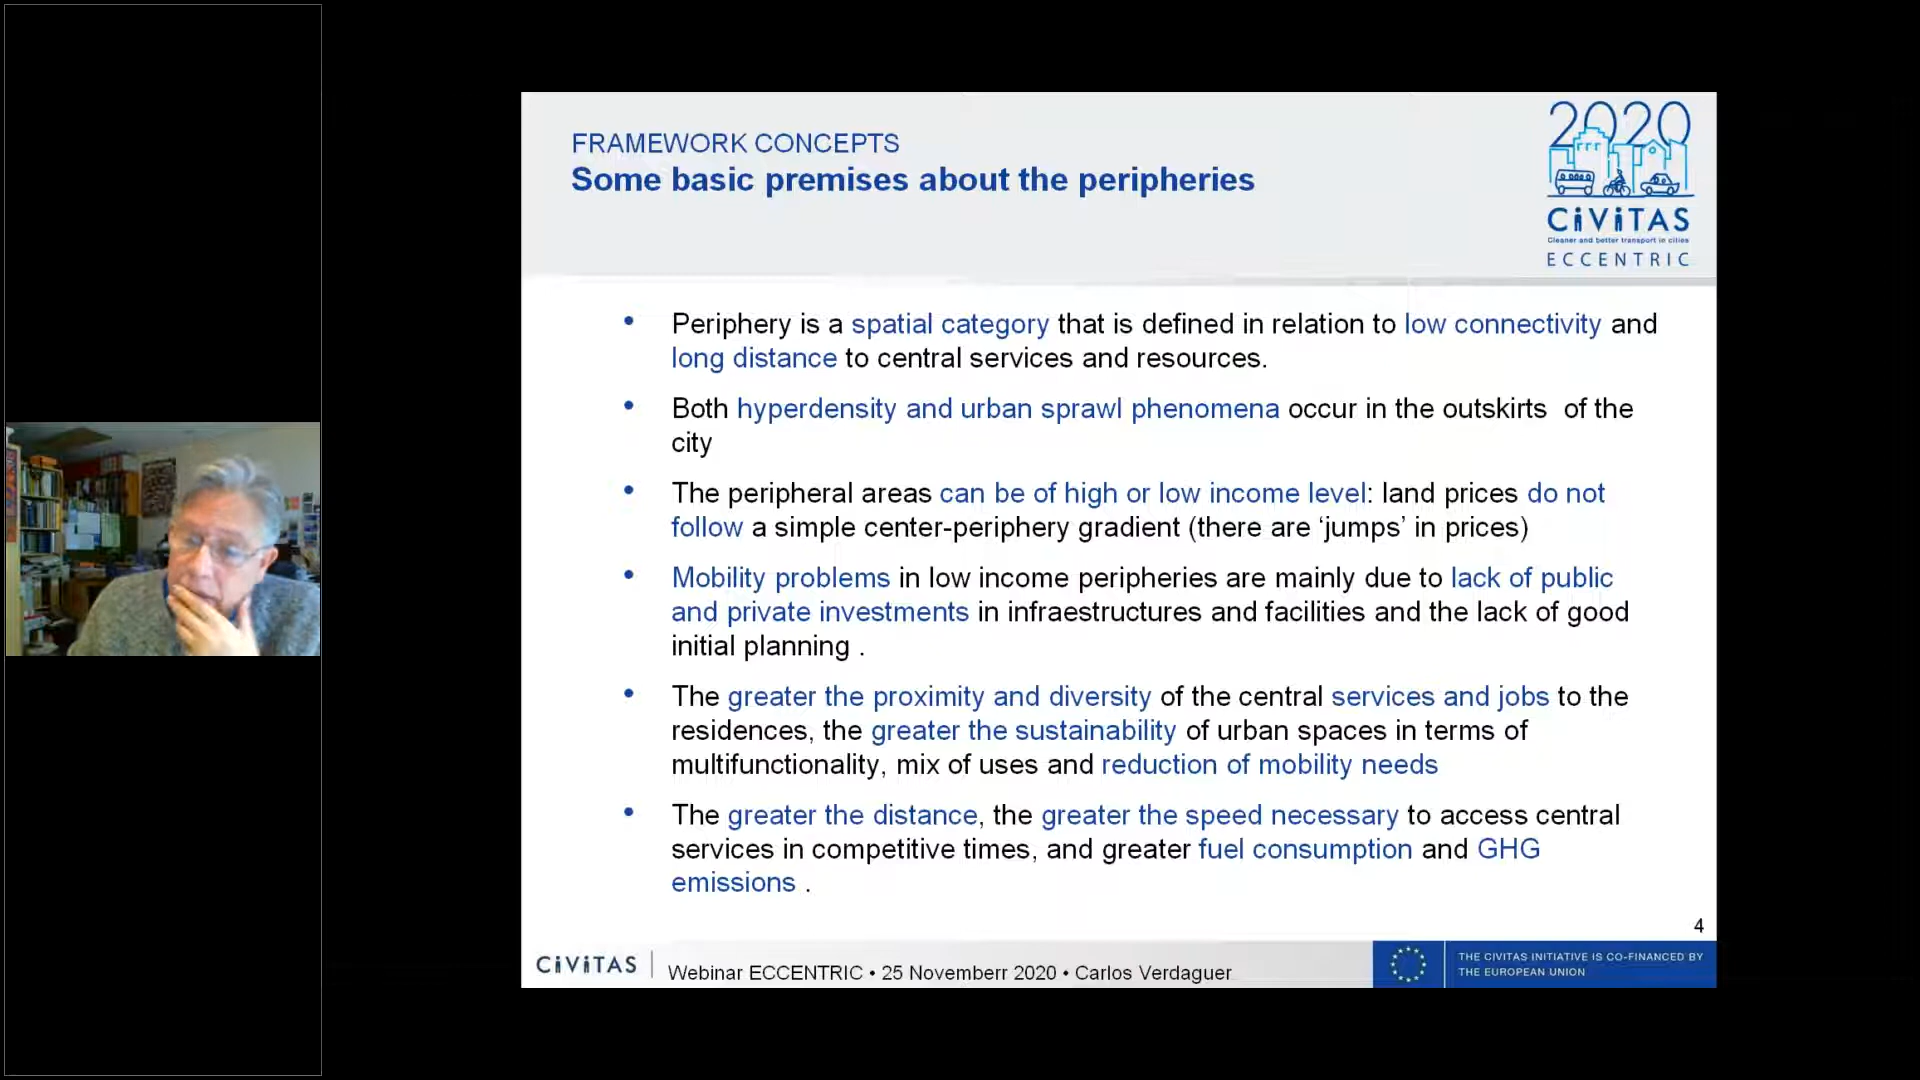 FRAMEWORK CONCEPTS
Some basic premises about the peripheries
2020
CiViTAS
Cleaner and better transport in cities
ECCENTRIC
• Periphery is a spatial category that is defined in relation to low connectivity and
long distance to central services and resources.
• Both hyperdensity and urban sprawl phenomena occur in the outskirts of the
city
• The peripheral areas can be of high or low income level: land prices do not
follow a simple center-periphery gradient (there are ‘jumps’ in prices)
• Mobility problems in low income peripheries are mainly due to lack of public
and private investments in infraestructures and facilities and the lack of good
initial planning .
• The greater the proximity and diversity of the central services and jobs to the
residences, the greater the sustainability of urban spaces in terms of
multifunctionality, mix of uses and reduction of mobility needs
• The greater the distance, the greater the speed necessary to access central
services in competitive times, and greater fuel consumption and GHG
emissions .
4
CiViTAS
Webinar ECCENTRIC • 25 Novemberr 2020 • Carlos Verdaguer
THE CIVITAS INITIATIVE IS CO-FINANCED BY
THE EUROPEAN UNION